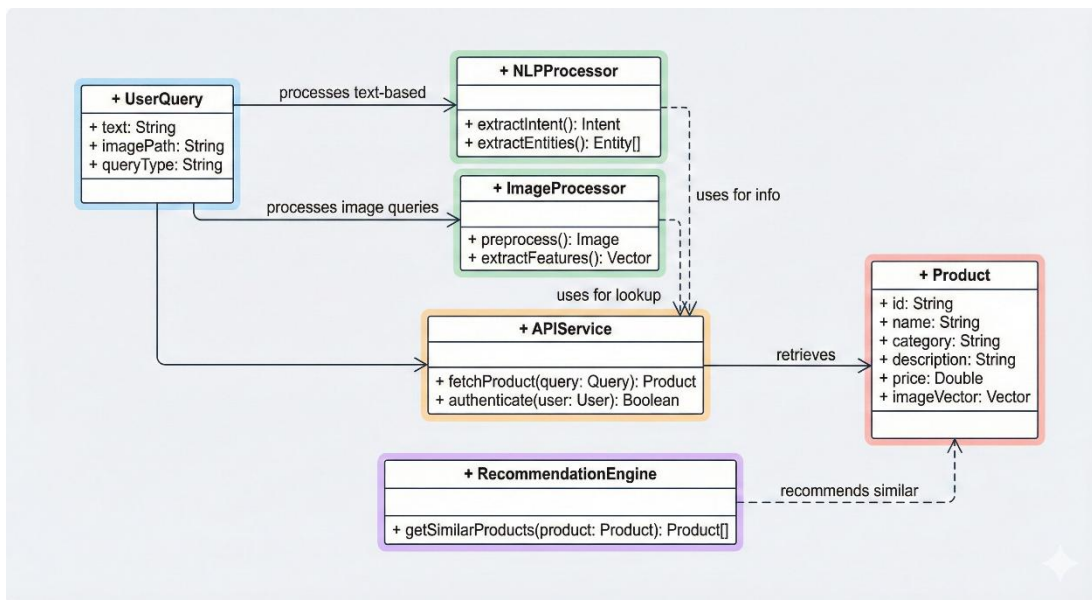 + UserQuery
+ text: String
+ imagePath: String
+ queryType: String
processes text-based
+ NLPProcessor
+ extractIntent(): Intent
+ extractEntities(): Entity[]
processes image queries
+ ImageProcessor
+ preprocess(): Image
+ extractFeatures(): Vector
uses for info
uses for lookup
+ APIService
+ fetchProduct(query: Query): Product
+ authenticate(user: User): Boolean
retrieves
+ Product
+ id: String
+ name: String
+ category: String
+ description: String
+ price: Double
+ imageVector: Vector
+ RecommendationEngine
+ getSimilarProducts(product: Product): Product[]
recommends similar